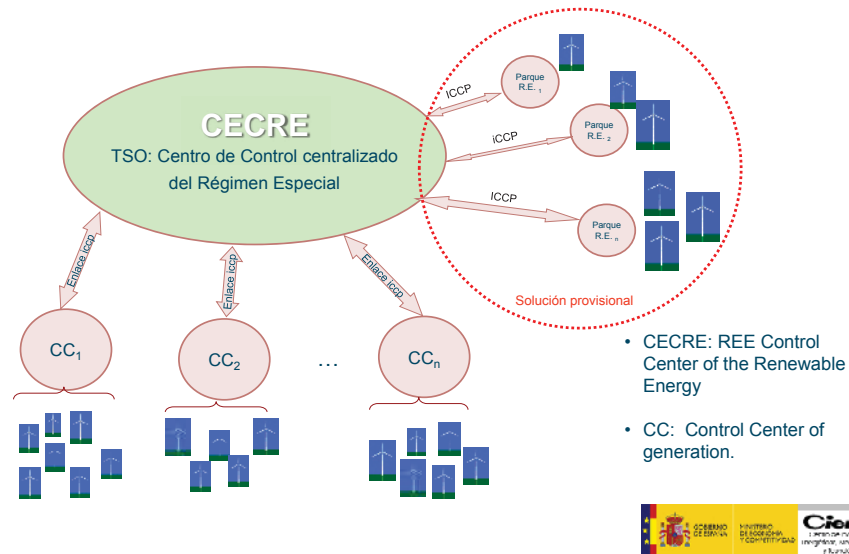 CECRE
TSO: Centro de Control centralizado
del Régimen Especial
ICCP
iCCP
ICCP
Parque
R.E. 1
Parque
R.E. 2
Parque
R.E. n
Solución provisional
Enlace iccp
Enlace iccp
Enlace iccp
CC1
CC2
…
CCn
• CECRE: REE Control
Center of the Renewable
Energy
• CC: Control Center of
generation.
GOBIERNO
DE ESPAÑA
MINISTERIO
DE ECONOMÍA
Y COMPETITIVIDAD